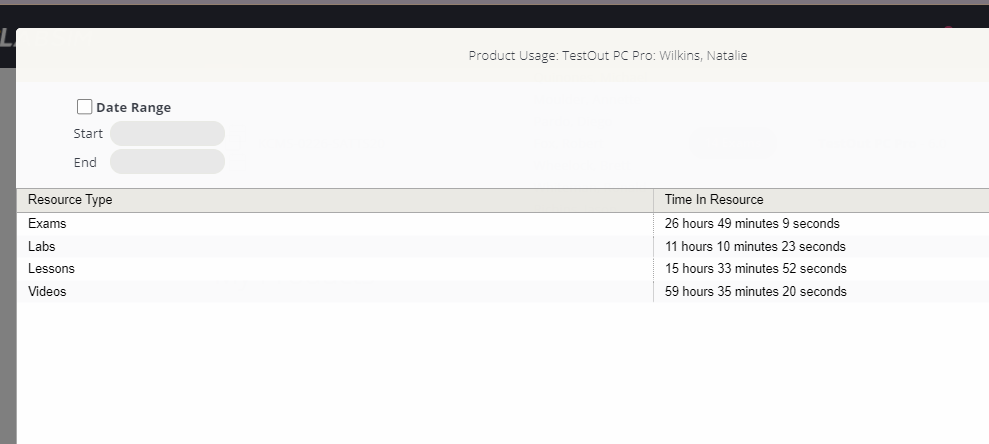 Product Usage: TestOut PC Pro: Wilkins, Natalie
Date Range
Start
End
Resource Type Time In Resource
Exams 26 hours 49 minutes 9 seconds
Labs 11 hours 10 minutes 23 seconds
Lessons 15 hours 33 minutes 52 seconds
Videos 59 hours 35 minutes 20 seconds